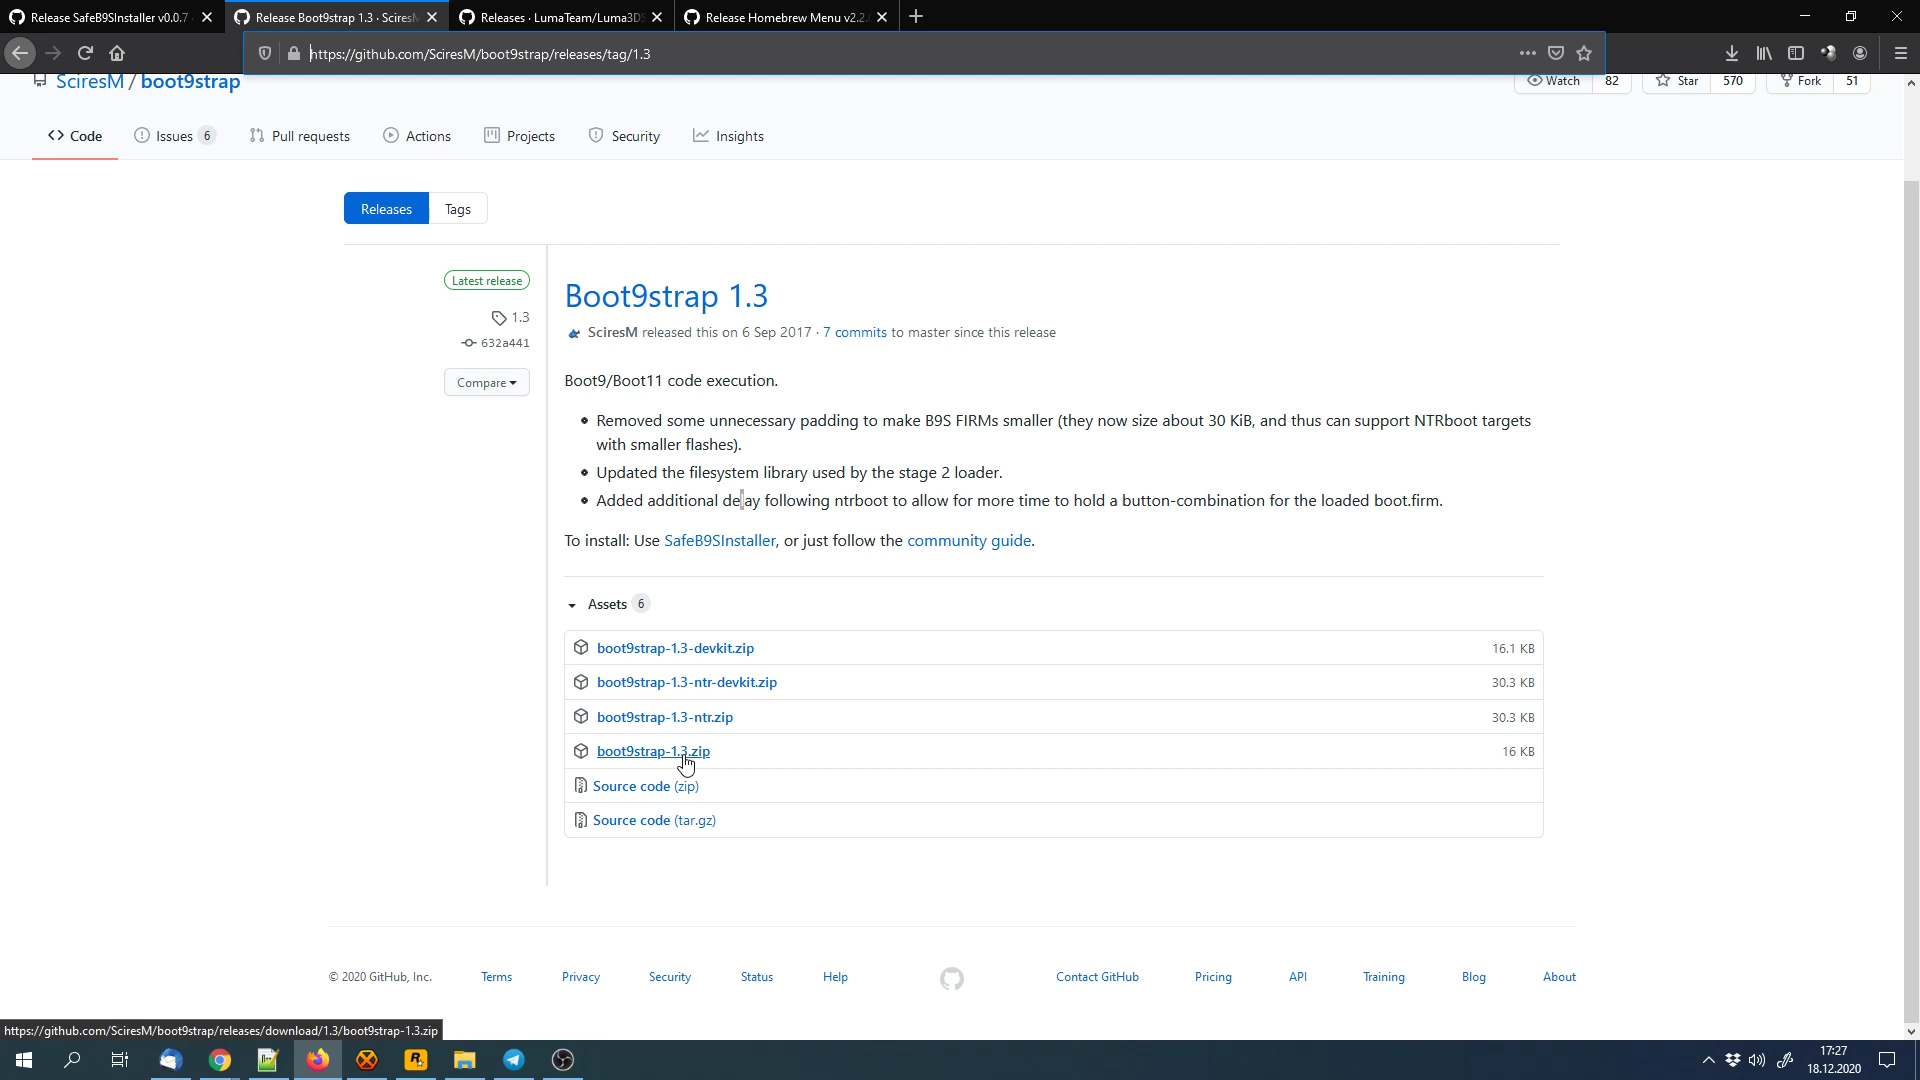 Release SafeB9SInstaller v0.0.7
Release Boot9strap 1.3 · SciresM
Releases · LumaTeam/Luma3DS
Release Homebrew Menu v2.2.
https://github.com/SciresM/boot9strap/releases/tag/1.3
SciresM / boot9strap
Watch 82
Star 570
Fork 51
Code
Issues 6
Pull requests
Actions
Projects
Security
Insights
Releases
Tags
Latest release
1.3
632a441
Compare
Boot9strap 1.3
SciresM released this on 6 Sep 2017 · 7 commits to master since this release
Boot9/Boot11 code execution.
• Removed some unnecessary padding to make B9S FIRMs smaller (they now size about 30 KiB, and thus can support NTRboot targets
with smaller flashes).
• Updated the filesystem library used by the stage 2 loader.
• Added additional delay following ntrboot to allow for more time to hold a button-combination for the loaded boot.firm.
To install: Use SafeB9SInstaller, or just follow the community guide.
Assets 6
boot9strap-1.3-devkit.zip 16.1 KB
boot9strap-1.3-ntr-devkit.zip 30.3 KB
boot9strap-1.3-ntr.zip 30.3 KB
boot9strap-1.3.zip 16 KB
Source code (zip)
Source code (tar.gz)
© 2020 GitHub, Inc.
Terms
Privacy
Security
Status
Help
Contact GitHub
Pricing
API
Training
Blog
About
https://github.com/SciresM/boot9strap/releases/download/1.3/boot9strap-1.3.zip
17:27
18.12.2020